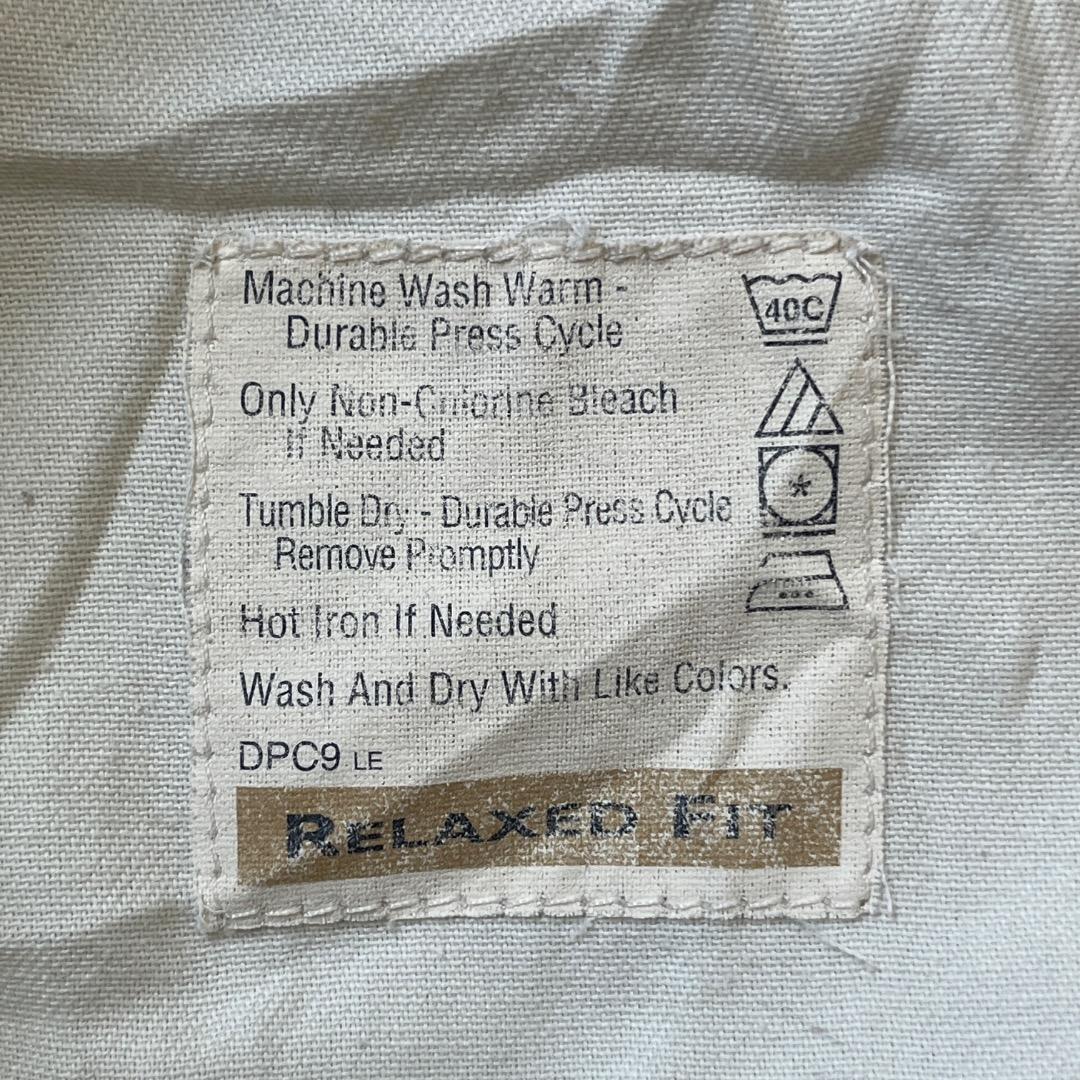 Machine Wash Warm -
Durable Press Cycle
Only Non-Chlorine Bleach
If Needed
Tumble Dry - Durable Press Cycle
Remove Promptly
Hot Iron If Needed
Wash And Dry With Like Colors.
DPC9 LE
RELAXED FIT
40C